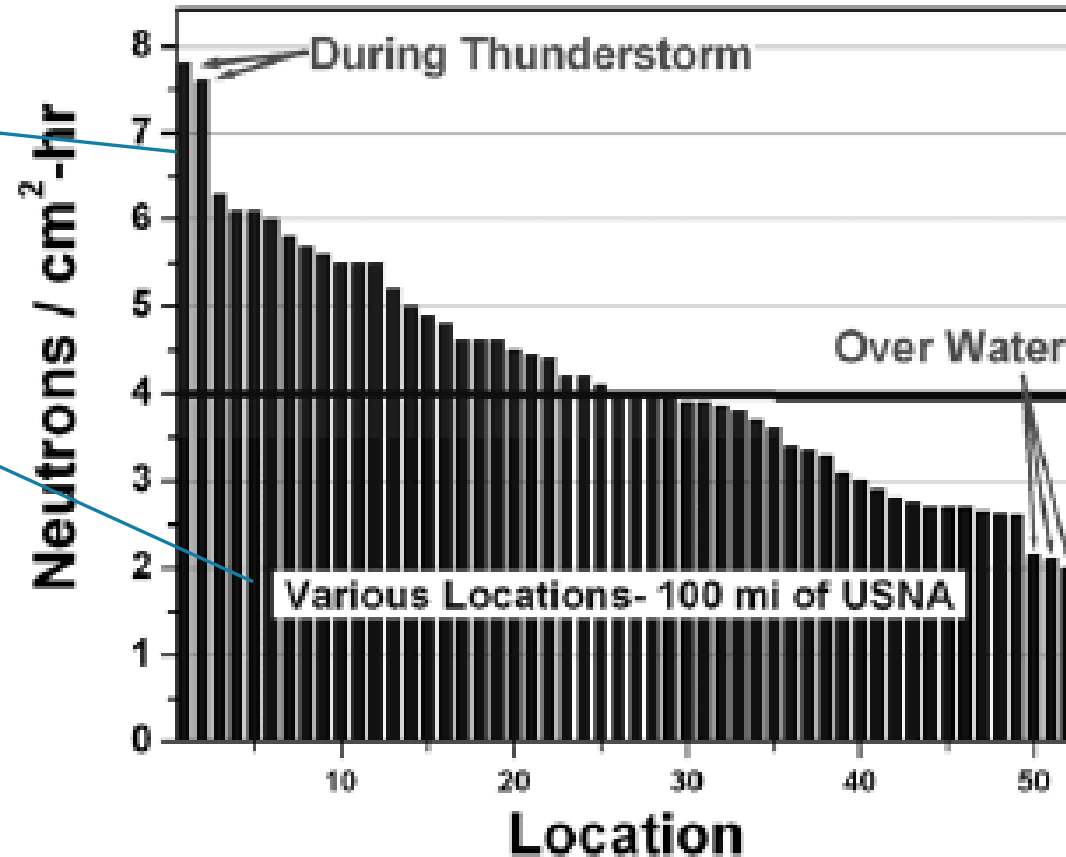 During Thunderstorm
Over Water
Various Locations- 100 mi of USNA
Neutrons / cm²-hr
8
7
6
5
4
3
2
1
0
10
20
30
40
50
Location